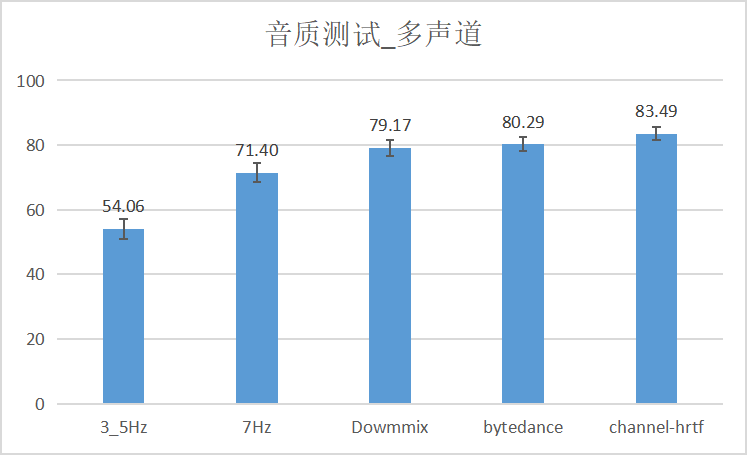 音质测试_多声道
100
80
60
40
20
0
54.06
71.40
79.17
80.29
83.49
3_5Hz
7Hz
Dowmmix
bytedance
channel-hrtf